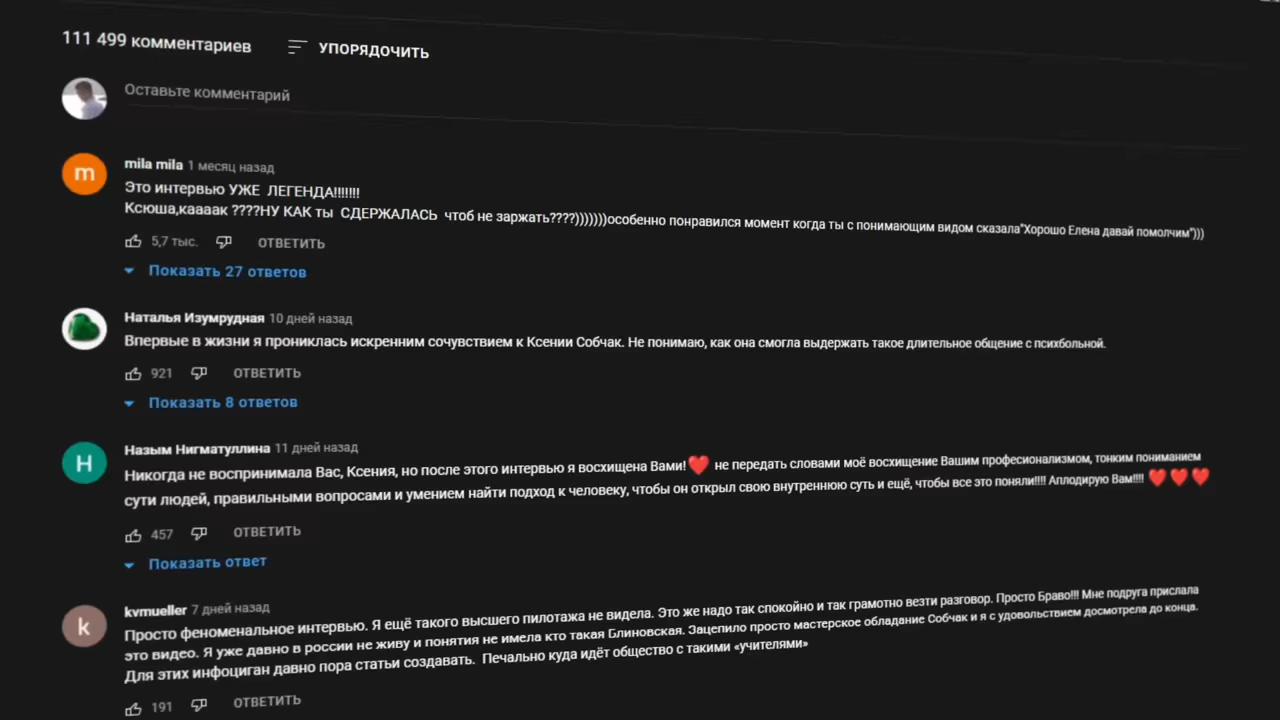 111 499 комментариев УПОРЯДОЧИТЬ
Оставьте комментарий
m
mila mila 1 месяц назад
Это интервью УЖЕ ЛЕГЕНДА!!!!!!!
Ксюша,каааак ????НУ КАК ты СДЕРЖАЛАСЬ чтоб не заржать????)))))))особенно понравился момент когда ты с понимающим видом сказала"Хорошо Елена давай помолчим")))
5,7 тыс. ОТВЕТИТЬ
Показать 27 ответов
Наталья Изумрудная 10 дней назад
Впервые в жизни я прониклась искренним сочувствием к Ксении Собчак. Не понимаю, как она смогла выдержать такое длительное общение с психбольной.
921 ОТВЕТИТЬ
Показать 8 ответов
Н
Назым Нигматуллина 11 дней назад
Никогда не воспринимала Вас, Ксения, но после этого интервью я восхищена Вами!❤️ не передать словами моё восхищение Вашим професионализмом, тонким пониманием
сути людей, правильными вопросами и умением найти подход к человеку, чтобы он открыл свою внутреннюю суть и ещё, чтобы все это поняли!!!! Аплодирую Вам!!!! ❤️❤️❤️
457 ОТВЕТИТЬ
Показать ответ
k
kvmueller 7 дней назад
Просто феноменальное интервью. Я ещё такого высшего пилотажа не видела. Это же надо так спокойно и так грамотно везти разговор. Просто Браво!!! Мне подруга прислала
это видео. Я уже давно в россии не живу и понятия не имела кто такая Блиновская. Зацепило просто мастерское обладание Собчак и я с удовольствием досмотрела до конца.
Для этих инфоциган давно пора статьи создавать. Печально куда идёт общество с такими «учителями»
191 ОТВЕТИТЬ